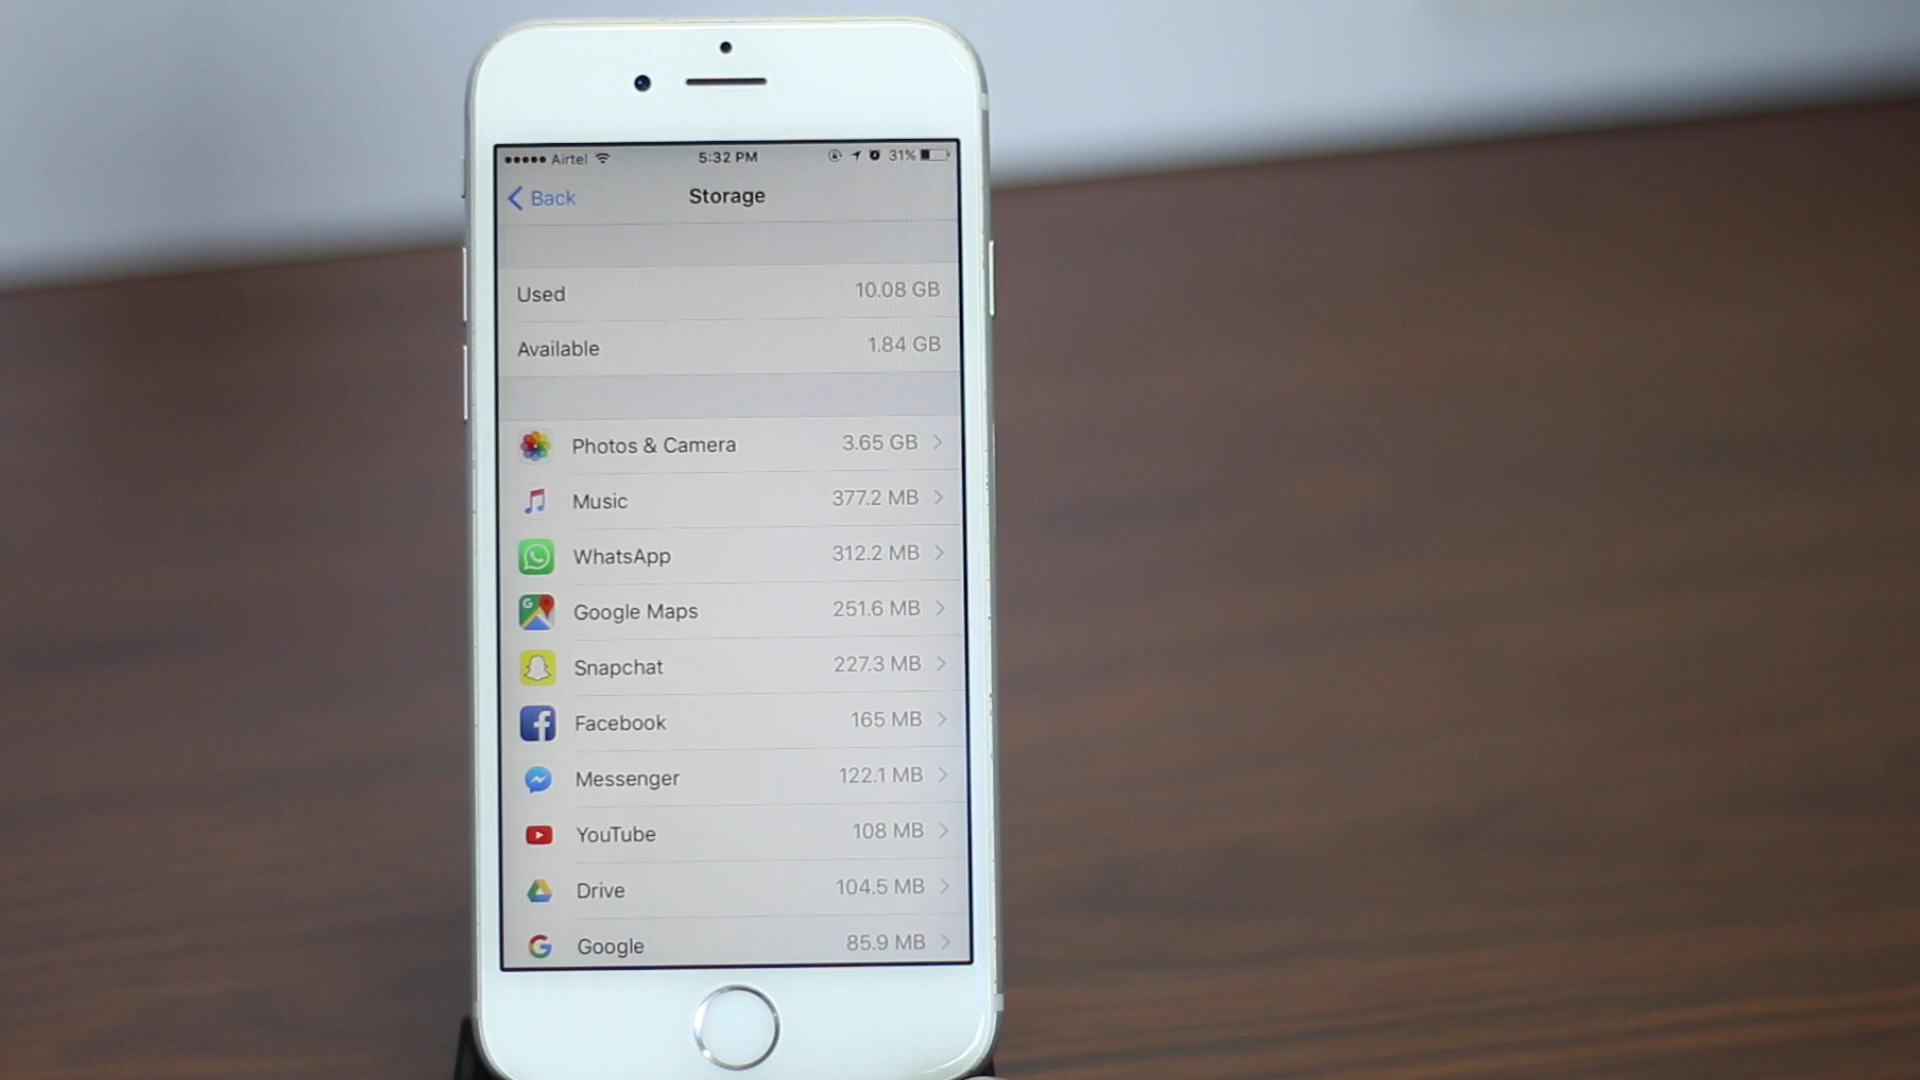 Airtel 5:32 PM 31%
Back Storage
Used 10.08 GB
Available 1.84 GB
Photos & Camera 3.65 GB
Music 377.2 MB
WhatsApp 312.2 MB
Google Maps 251.6 MB
Snapchat 227.3 MB
Facebook 165 MB
Messenger 122.1 MB
YouTube 108 MB
Drive 104.5 MB
Google 85.9 MB